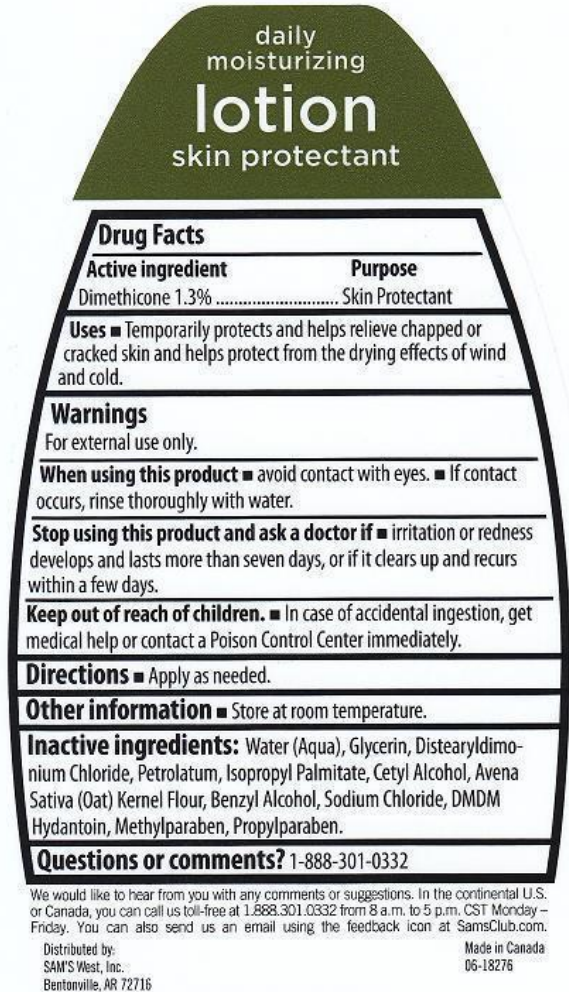 daily
moisturizing
lotion
skin protectant
Drug Facts
Active ingredient Purpose
Dimethicone 1.3% ........................... Skin Protectant
Uses ■ Temporarily protects and helps relieve chapped or
cracked skin and helps protect from the drying effects of wind
and cold.
Warnings
For external use only.
When using this product ■ avoid contact with eyes. ■ If contact
occurs, rinse thoroughly with water.
Stop using this product and ask a doctor if ■ irritation or redness
develops and lasts more than seven days, or if it clears up and recurs
within a few days.
Keep out of reach of children. ■ In case of accidental ingestion, get
medical help or contact a Poison Control Center immediately.
Directions ■ Apply as needed.
Other information ■ Store at room temperature.
Inactive ingredients: Water (Aqua), Glycerin, Distearyldimo-
nium Chloride, Petrolatum, Isopropyl Palmitate, Cetyl Alcohol, Avena
Sativa (Oat) Kernel Flour, Benzyl Alcohol, Sodium Chloride, DMDM
Hydantoin, Methylparaben, Propylparaben.
Questions or comments? 1-888-301-0332
We would like to hear from you with any comments or suggestions. In the continental U.S.
or Canada, you can call us toll-free at 1.888.301.0332 from 8 a.m. to 5 p.m. CST Monday –
Friday. You can also send us an email using the feedback icon at SamsClub.com.
Distributed by: Made in Canada
SAM'S West, Inc. 06-18276
Bentonville, AR 72716